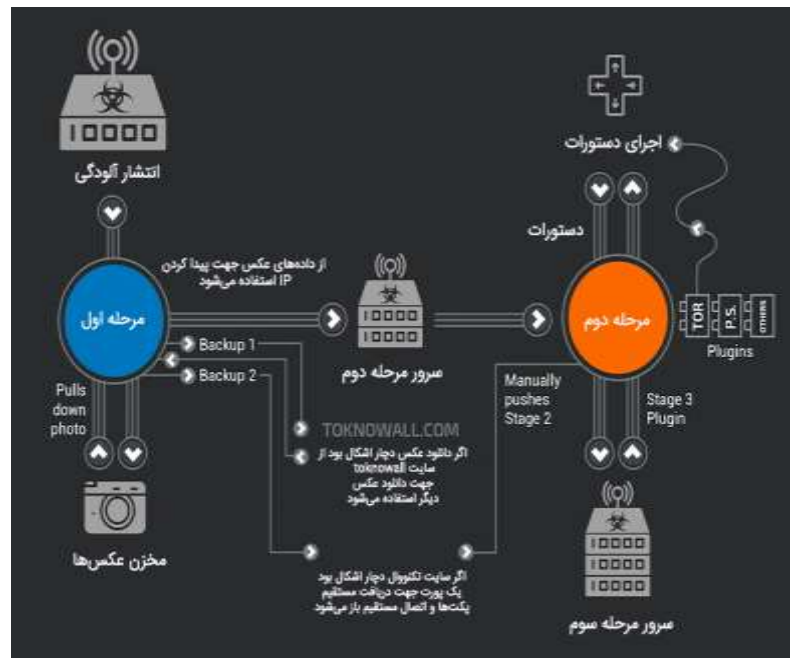 انتشار آلودگی
اجرای دستورات
دستورات
از داده‌های عکس جهت پیدا کردن
IP استفاده می‌شود
مرحله اول
مرحله دوم
TOR
P.S.
OTHERS
Plugins
سرور مرحله دوم
Backup 1
Backup 2
Pulls
down
photo
Manually
pushes
Stage 2
Stage 3
Plugin
TOKNOWALL.COM
اگر دانلود عکس دچار اشکال بود از
سایت toknowall
جهت دانلود عکس
دیگر استفاده می‌شود
مخزن عکس‌ها
اگر سایت تکنووال دچار اشکال بود
یک پورت جهت دریافت مستقیم
پکت‌ها و اتصال مستقیم باز می‌شود
سرور مرحله سوم